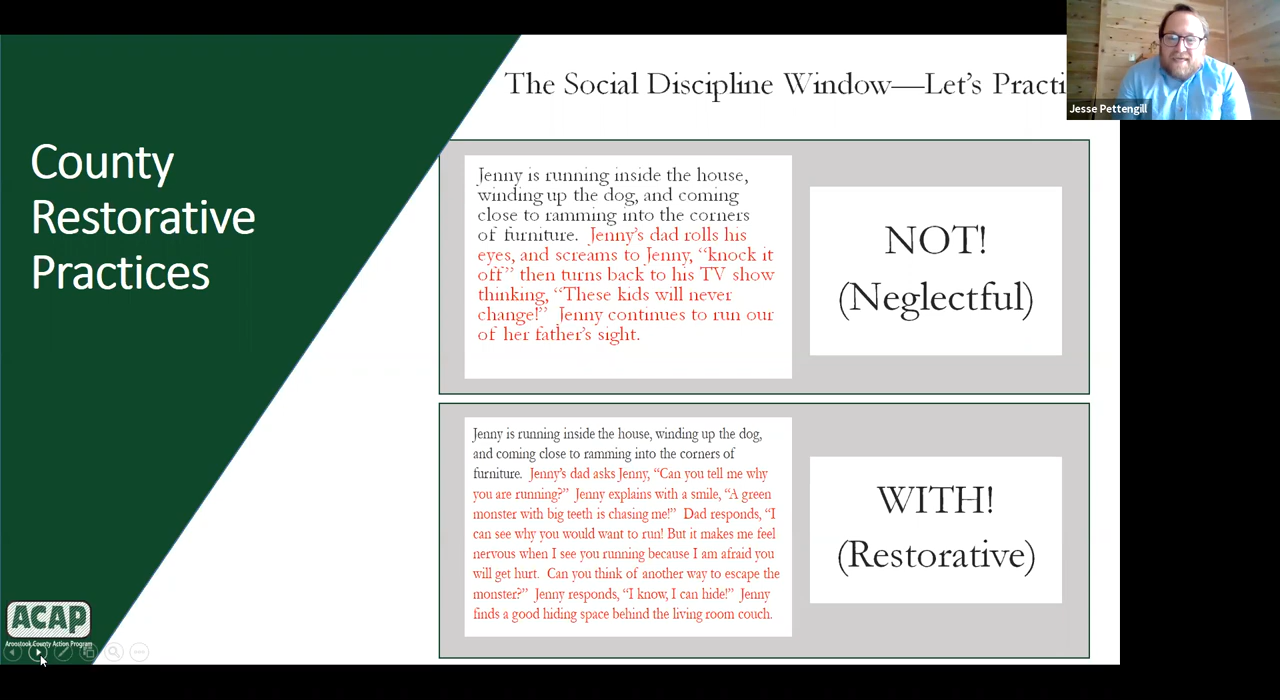 The Social Discipline Window—Let's Practi
Jesse Pettengill
County
Restorative
Practices
Jenny is running inside the house,
winding up the dog, and coming
close to ramming into the corners
of furniture. Jenny's dad rolls his
eyes, and screams to Jenny, "knock it
off" then turns back to his TV show
thinking, "These kids will never
change!" Jenny continues to run our
of her father's sight.
NOT!
(Neglectful)
Jenny is running inside the house, winding up the dog,
and coming close to ramming into the corners of
furniture. Jenny's dad asks Jenny, "Can you tell me why
you are running?" Jenny explains with a smile, "A green
monster with big teeth is chasing me!" Dad responds, "I
can see why you would want to run! But it makes me feel
nervous when I see you running because I am afraid you
will get hurt. Can you think of another way to escape the
monster?" Jenny responds, "I know, I can hide!" Jenny
finds a good hiding space behind the living room couch.
WITH!
(Restorative)
ACAP
Aroostook County Action Program